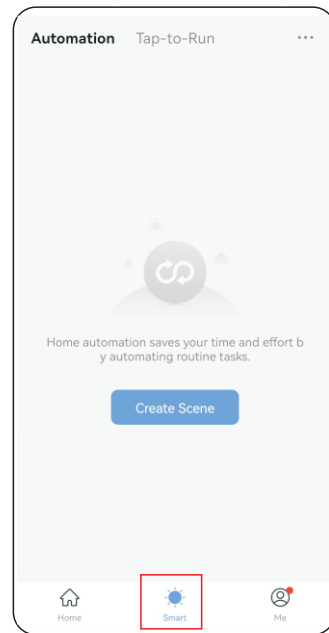 Automation Tap-to-Run ...
Home automation saves your time and effort b
y automating routine tasks.
Create Scene
Home Smart Me